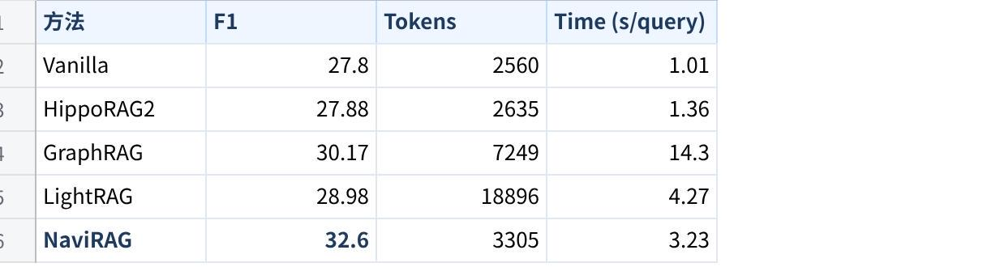 方法 F1 Tokens Time (s/query)
2 Vanilla 27.8 2560 1.01
3 HippoRAG2 27.88 2635 1.36
4 GraphRAG 30.17 7249 14.3
5 LightRAG 28.98 18896 4.27
6 NaviRAG 32.6 3305 3.23